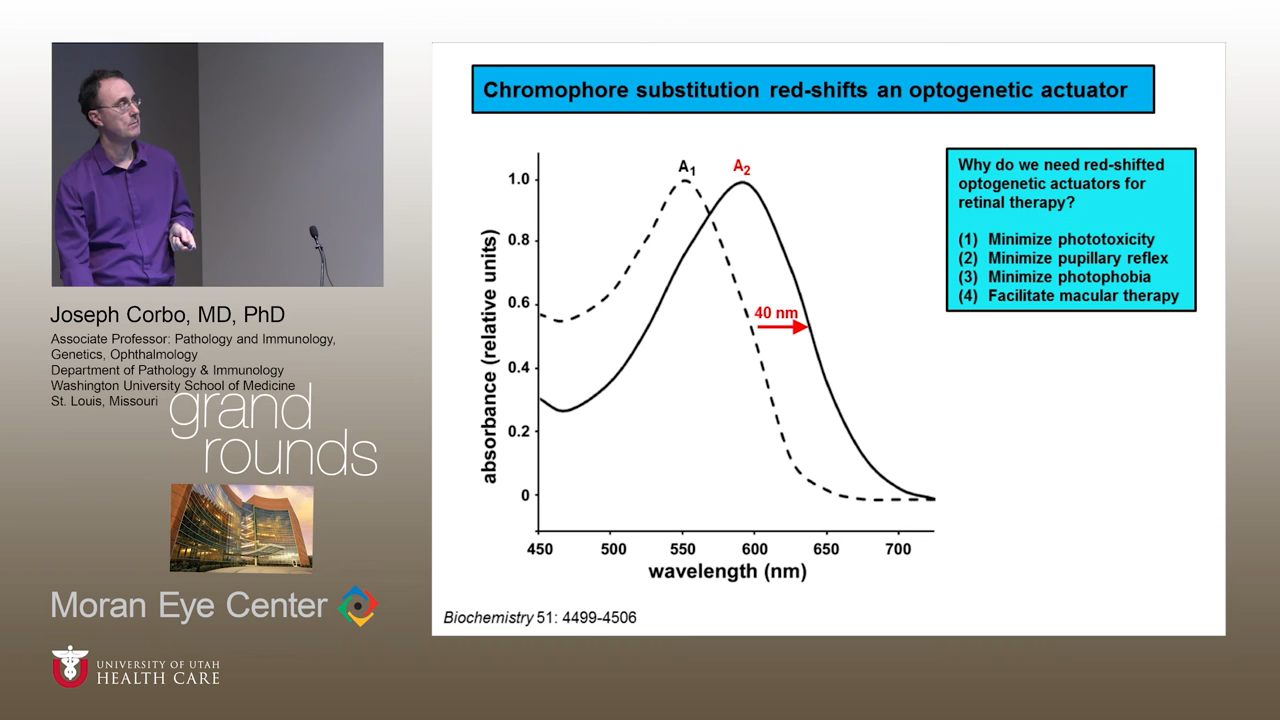 Joseph Corbo, MD, PhD
Associate Professor: Pathology and Immunology,
Genetics, Ophthalmology
Department of Pathology & Immunology
Washington University School of Medicine
St. Louis, Missouri
grand
rounds
Moran Eye Center
UNIVERSITY OF UTAH
HEALTH CARE
Chromophore substitution red-shifts an optogenetic actuator
A1
A2
1.0
0.8
0.6
0.4
0.2
0
absorbance (relative units)
40 nm
450 500 550 600 650 700
wavelength (nm)
Why do we need red-shifted
optogenetic actuators for
retinal therapy?
(1) Minimize phototoxicity
(2) Minimize pupillary reflex
(3) Minimize photophobia
(4) Facilitate macular therapy
Biochemistry 51: 4499-4506